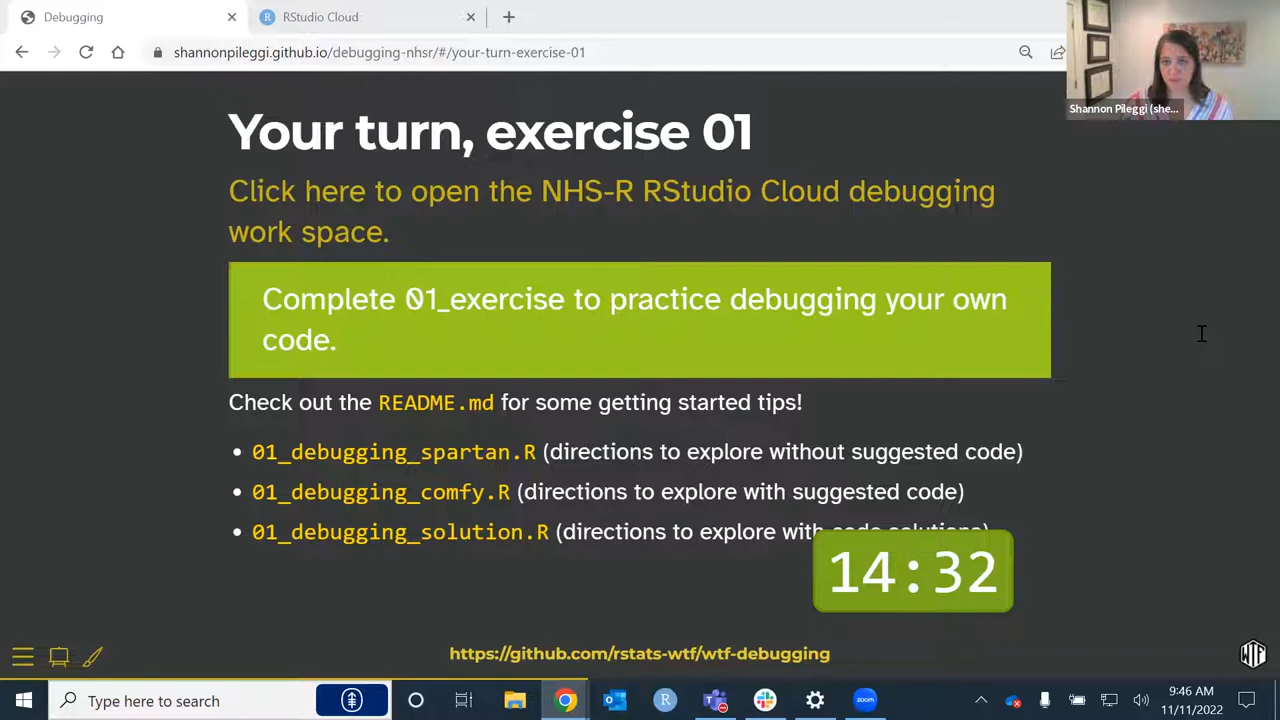 Debugging
RStudio Cloud
shannonpileggi.github.io/debugging-nhsr/#/your-turn-exercise-01
Shannon Pileggi (she...
Your turn, exercise 01
Click here to open the NHS-R RStudio Cloud debugging
work space.
Complete 01_exercise to practice debugging your own
code.
Check out the README.md for some getting started tips!
• 01_debugging_spartan.R (directions to explore without suggested code)
• 01_debugging_comfy.R (directions to explore with suggested code)
• 01_debugging_solution.R (directions to explore with code solutions)
14:32
https://github.com/rstats-wtf/wtf-debugging
WTF
Type here to search
9:46 AM
11/11/2022
zoom